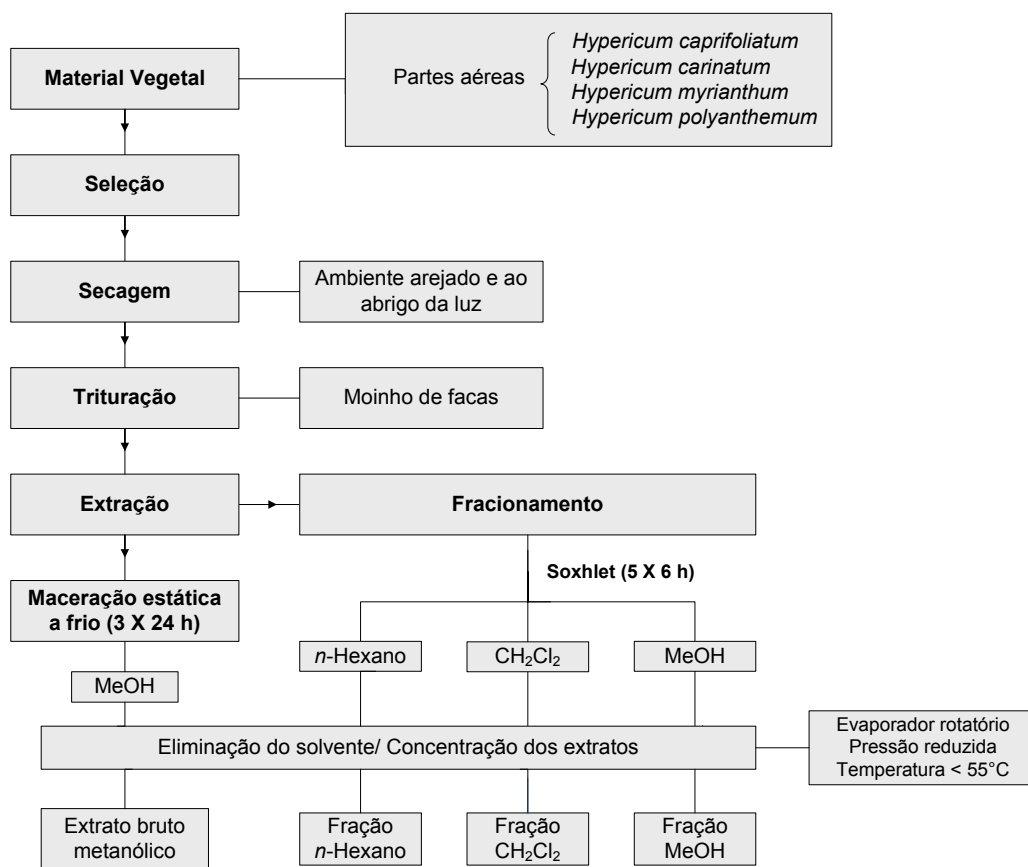 Material Vegetal
Partes aéreas
Hypericum caprifoliatum
Hypericum carinatum
Hypericum myrianthum
Hypericum polyanthemum
Seleção
Secagem
Ambiente arejado e ao
abrigo da luz
Trituração
Moinho de facas
Extração
Fracionamento
Soxhlet (5 X 6 h)
Maceração estática
a frio (3 X 24 h)
n-Hexano
CH₂Cl₂
MeOH
MeOH
Eliminação do solvente/ Concentração dos extratos
Evaporador rotatório
Pressão reduzida
Temperatura < 55°C
Extrato bruto
metanólico
Fração
n-Hexano
Fração
CH₂Cl₂
Fração
MeOH